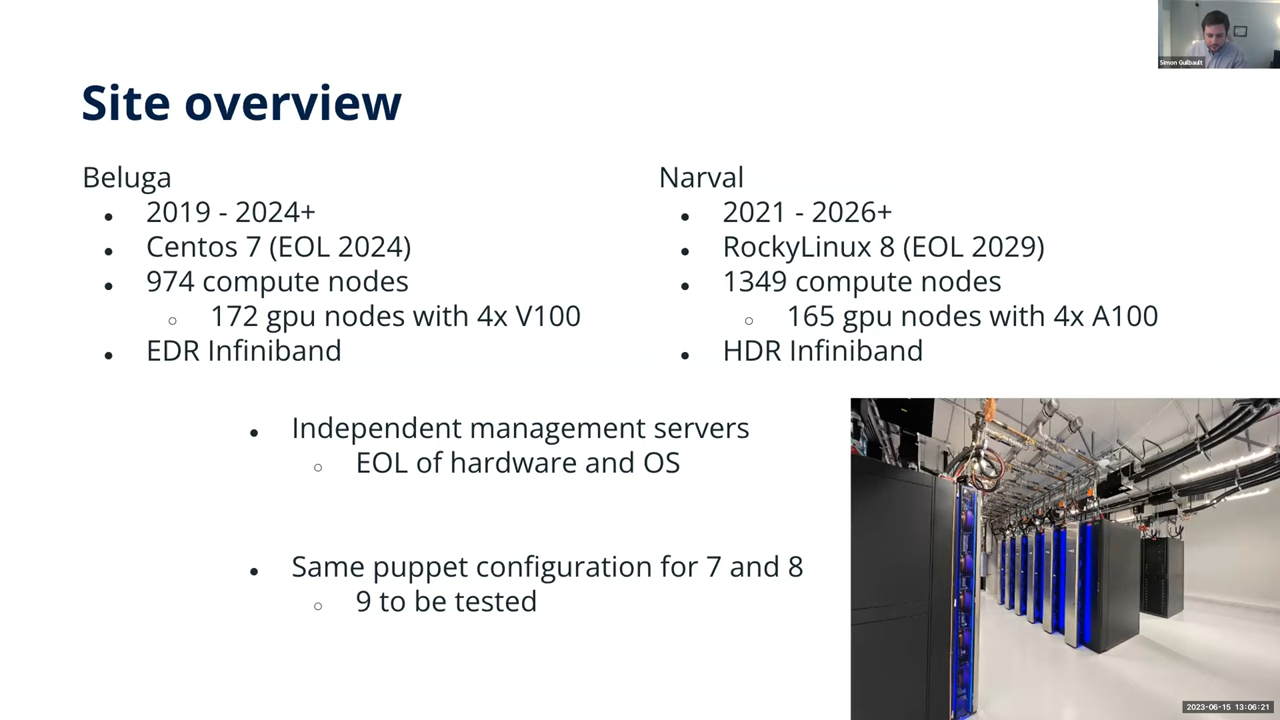 Simon Guilbault
Site overview
Beluga
• 2019 - 2024+
• Centos 7 (EOL 2024)
• 974 compute nodes
○ 172 gpu nodes with 4x V100
• EDR Infiniband
Narval
• 2021 - 2026+
• RockyLinux 8 (EOL 2029)
• 1349 compute nodes
○ 165 gpu nodes with 4x A100
• HDR Infiniband
• Independent management servers
○ EOL of hardware and OS
• Same puppet configuration for 7 and 8
○ 9 to be tested
2023-06-15 13:06:21